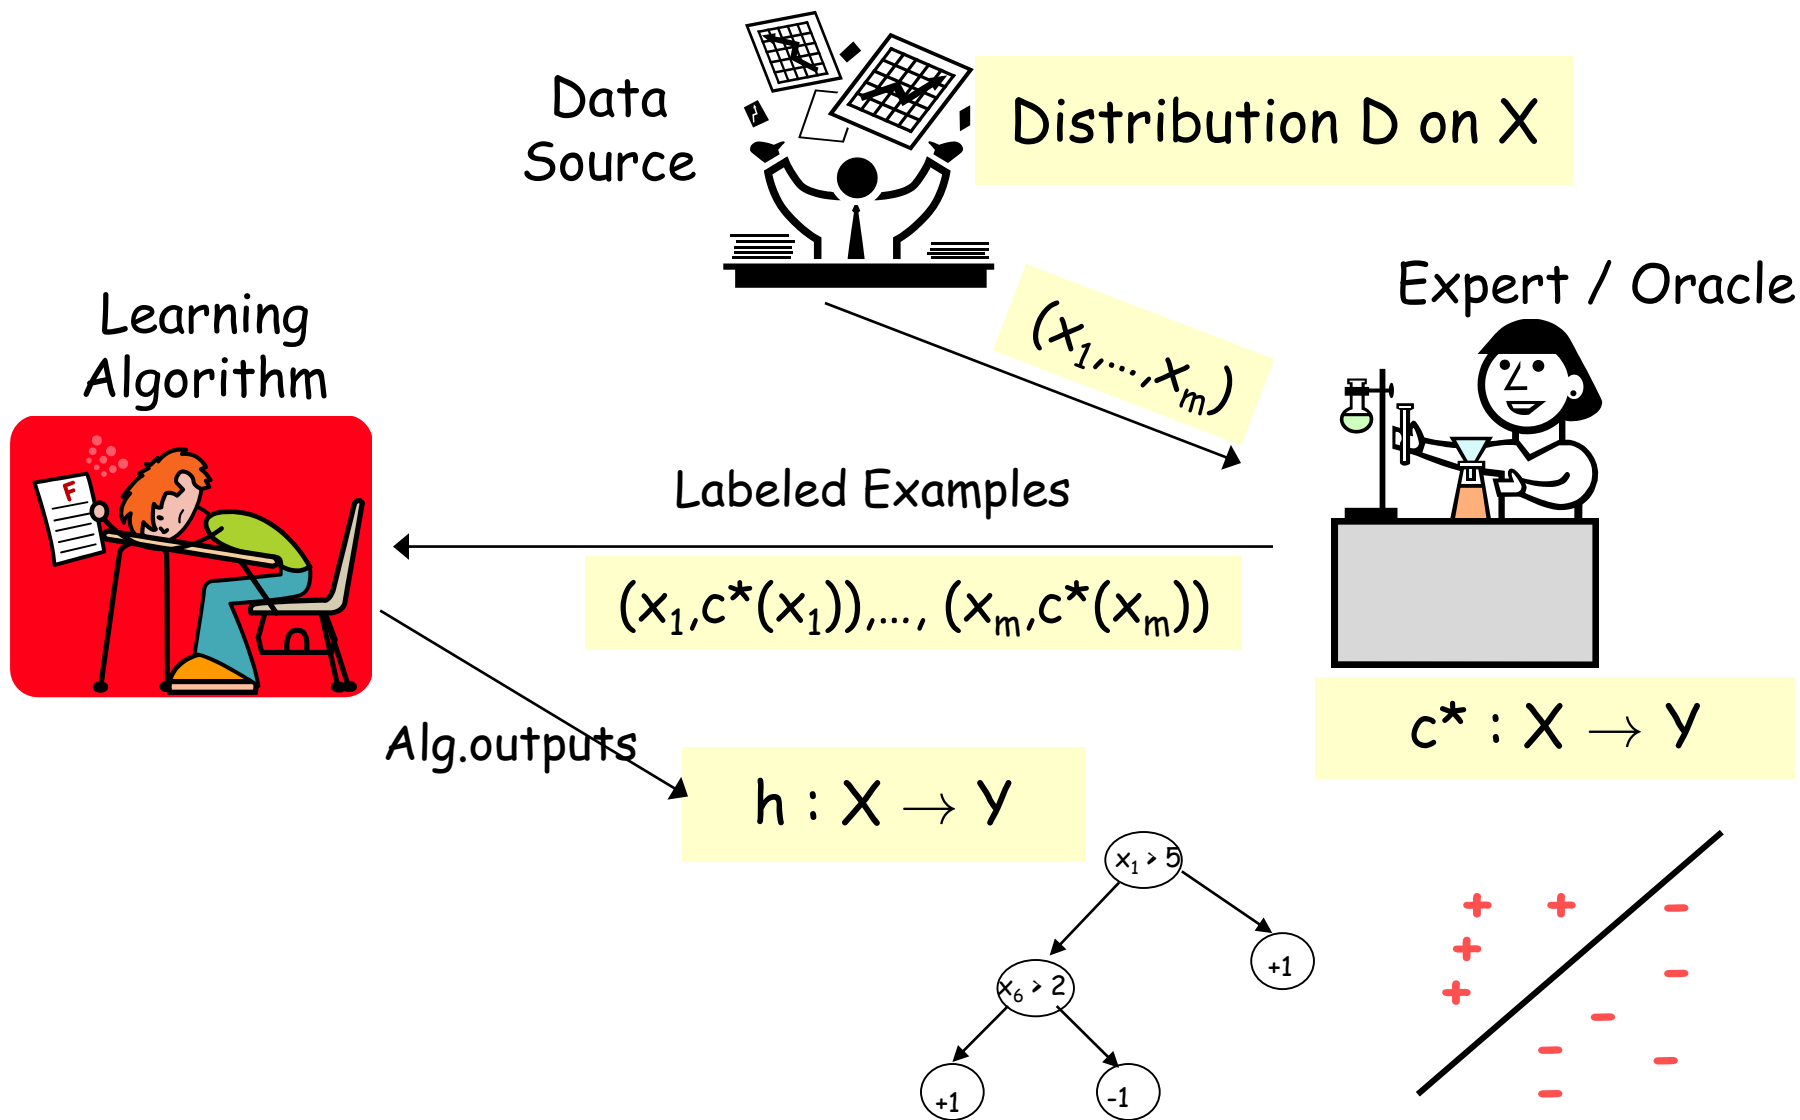 Data
Source
Distribution D on X
Expert / Oracle
(x₁,...,xₘ)
Learning
Algorithm
F
Labeled Examples
(x₁,c*(x₁)),..., (xₘ,c*(xₘ))
c* : X → Y
Alg.outputs
h : X → Y
x₁ > 5
+1
x₆ > 2
+1
-1
+ + -
+
-
+
-
-
-
-